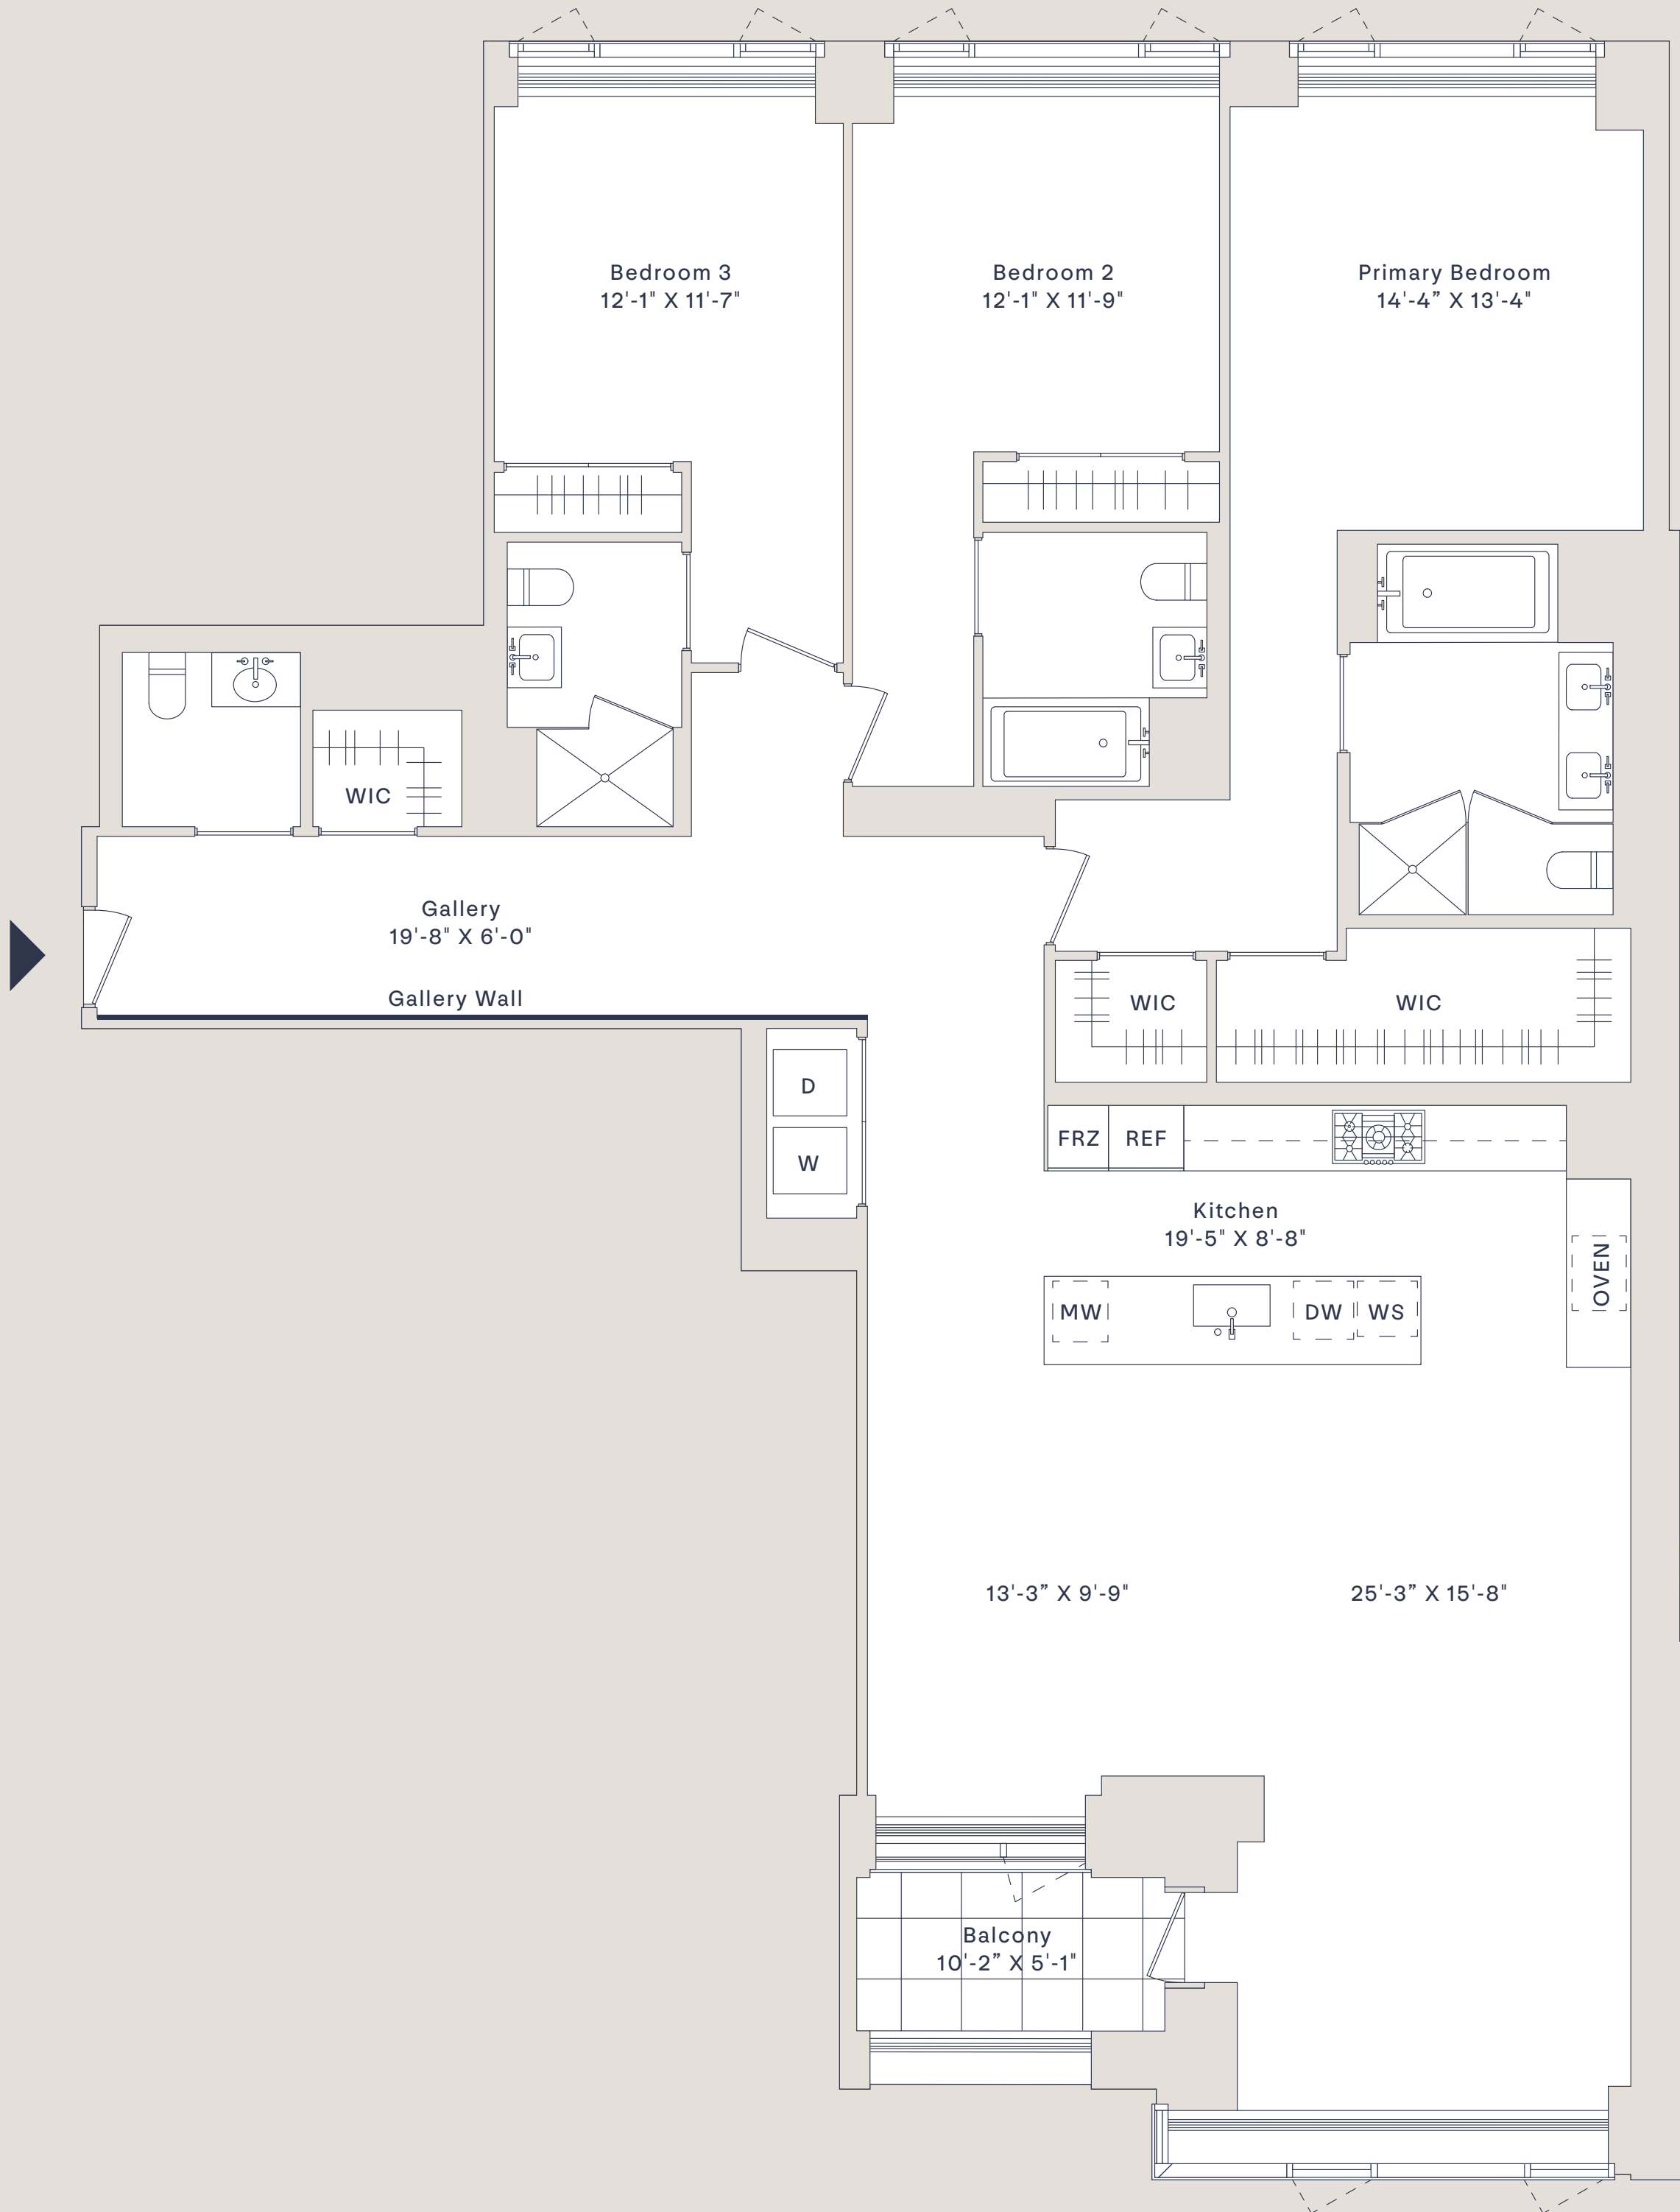 Bedroom 3
12'-1" X 11'-7"
Bedroom 2
12'-1" X 11'-9"
Primary Bedroom
14'-4” X 13'-4"
WIC
Gallery
19'-8" X 6'-0"
Gallery Wall
WIC
WIC
D
W
FRZ
REF
Kitchen
19'-5" X 8'-8"
OVEN
MW
DW
WS
13'-3” X 9'-9"
25'-3” X 15'-8"
Balcony
10'-2” X 5'-1"